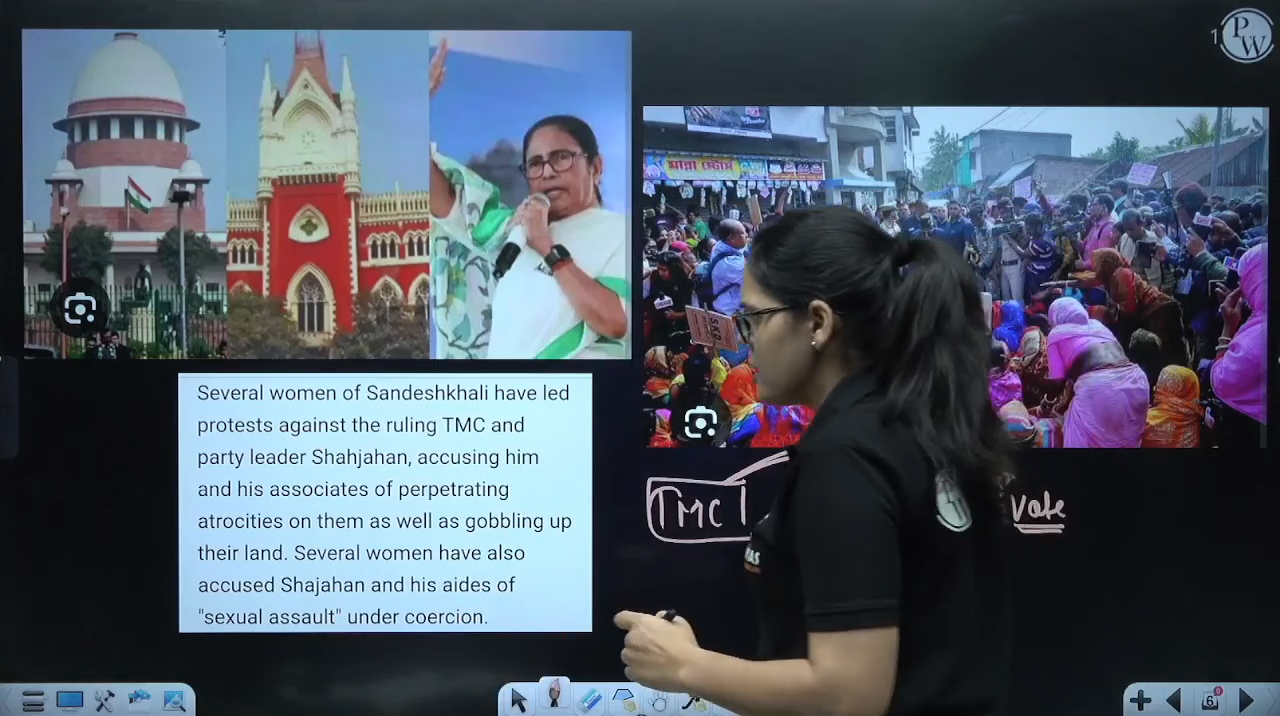 PW
মান্না স্টোর্স
Several women of Sandeshkhali have led
protests against the ruling TMC and
party leader Shahjahan, accusing him
and his associates of perpetrating
atrocities on them as well as gobbling up
their land. Several women have also
accused Shajahan and his aides of
"sexual assault" under coercion.
TMC
vote
6